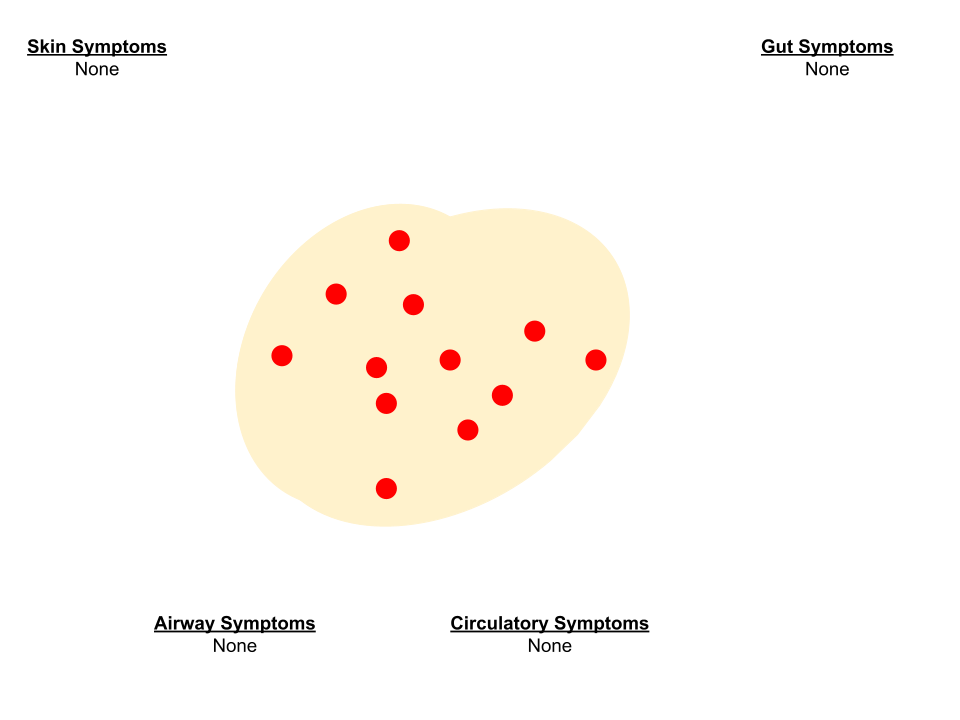 Skin Symptoms
None
Gut Symptoms
None
Airway Symptoms
None
Circulatory Symptoms
None